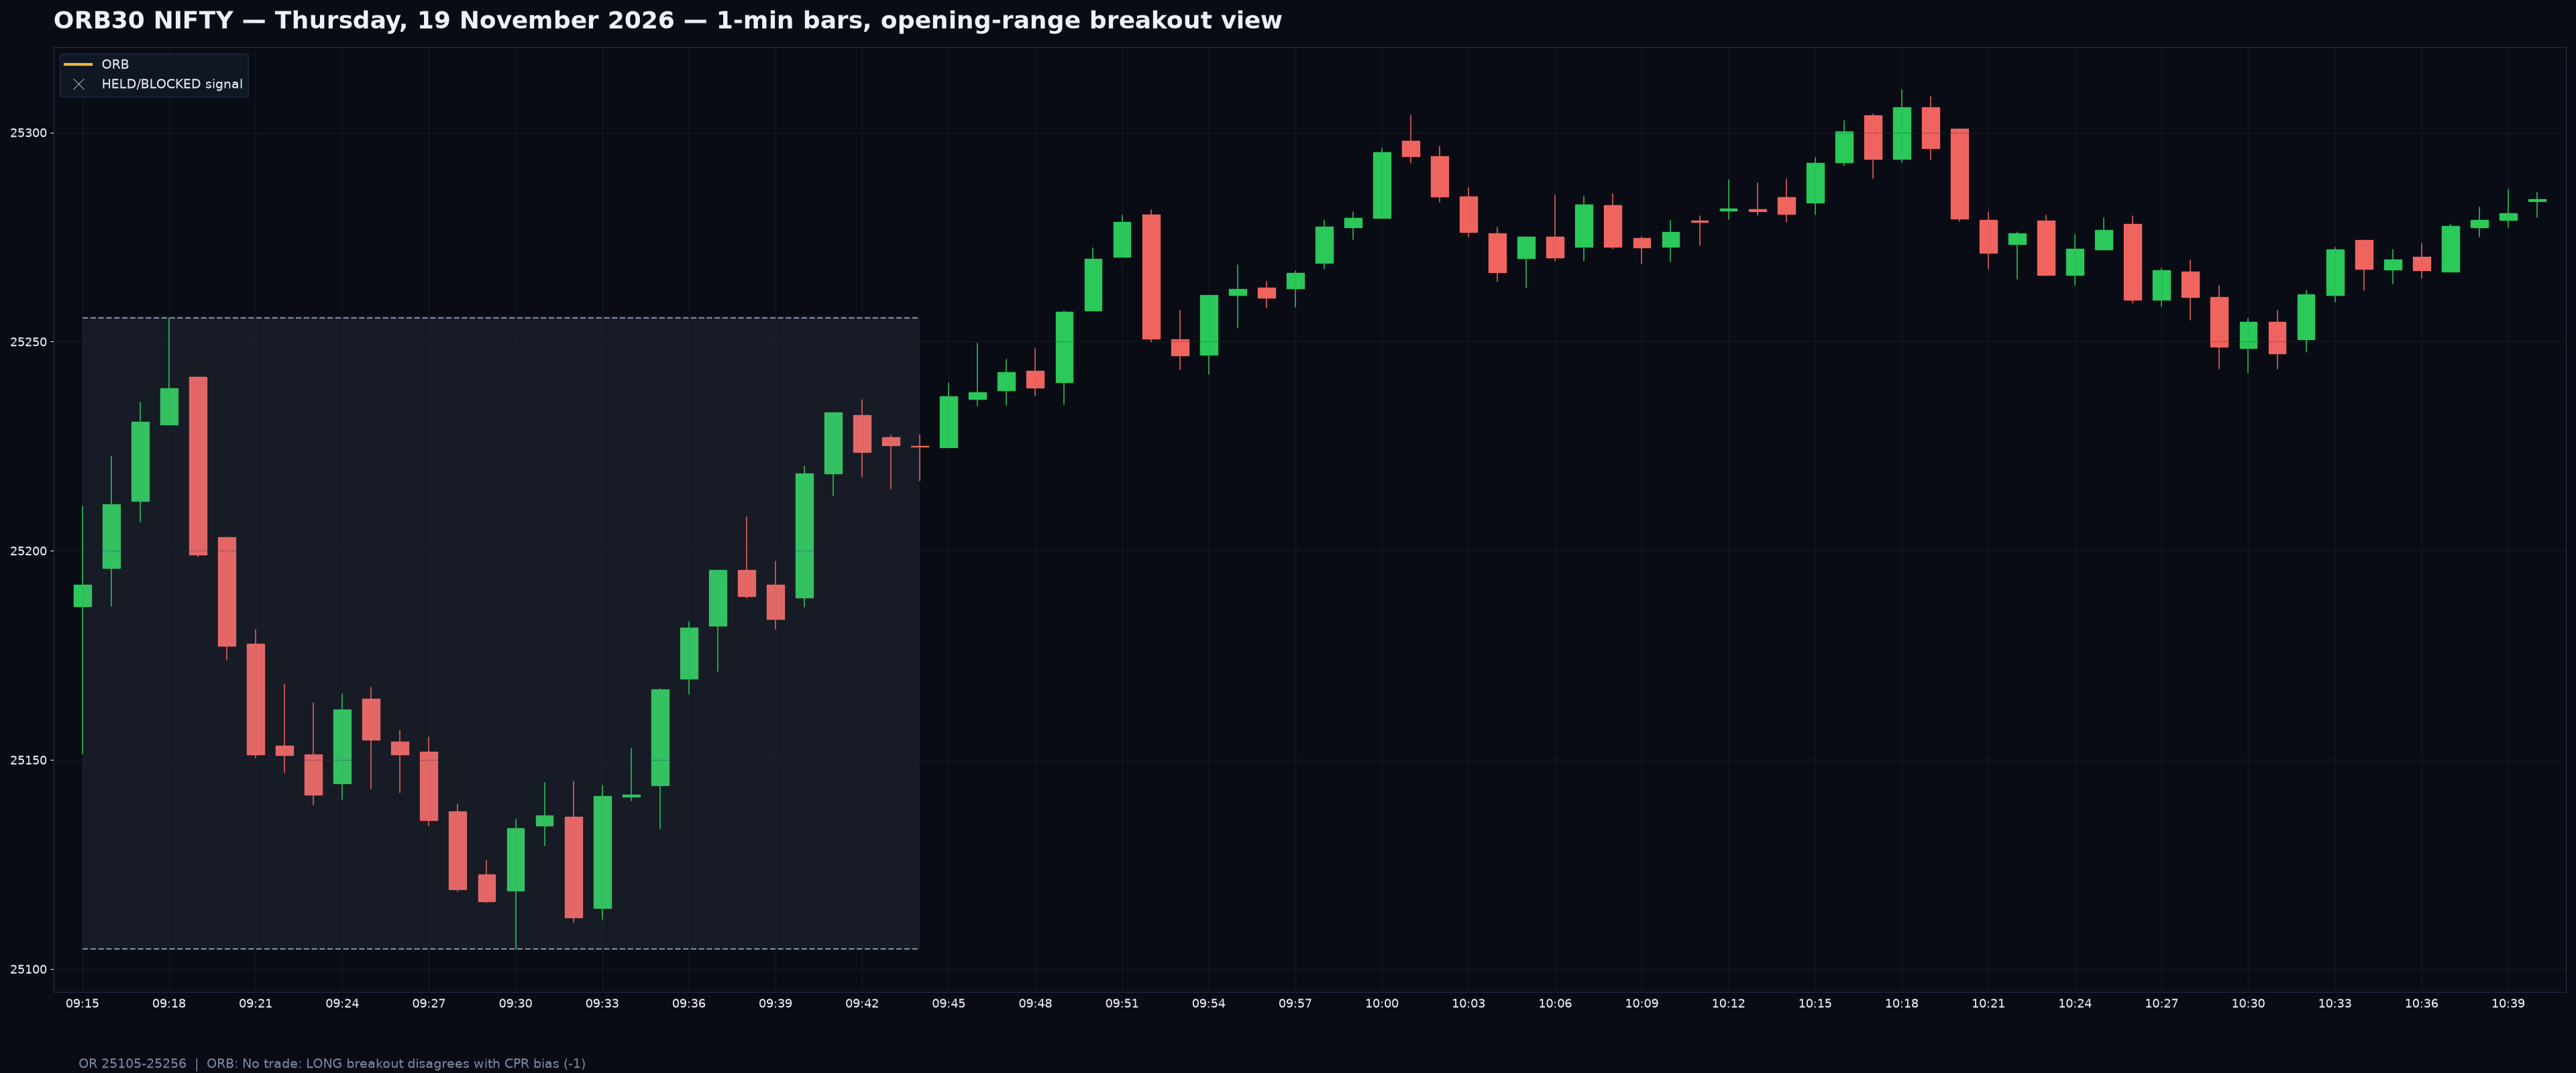 ORB30 NIFTY — Thursday, 19 November 2026 — 1-min bars, opening-range breakout view
ORB
HELD/BLOCKED signal
25300
25250
25200
25150
25100
09:15 09:18 09:21 09:24 09:27 09:30 09:33 09:36 09:39 09:42 09:45 09:48 09:51 09:54 09:57 10:00 10:03 10:06 10:09 10:12 10:15 10:18 10:21 10:24 10:27 10:30 10:33 10:36 10:39
OR 25105-25256 | ORB: No trade: LONG breakout disagrees with CPR bias (-1)